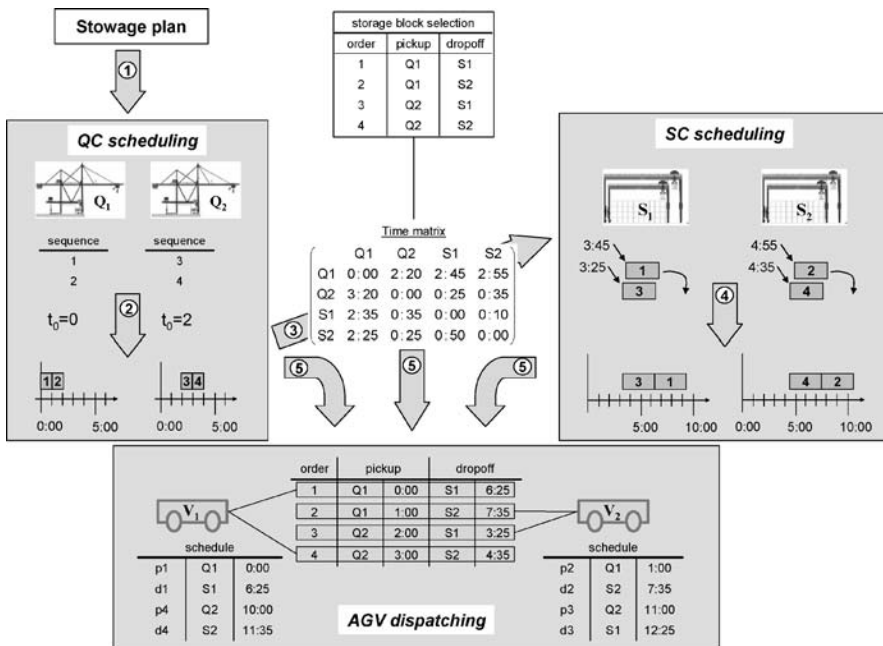 Stowage plan
1
storage block selection
order pickup dropoff
1 Q1 S1
2 Q1 S2
3 Q2 S1
4 Q2 S2
QC scheduling
Q1 Q2
sequence sequence
1 3
2 4
t0=0 2 t0=2
1 2 3 4
0:00 5:00 0:00 5:00
3
Time matrix
Q1 Q2 S1 S2
Q1 0:00 2:20 2:45 2:55
Q2 3:20 0:00 0:25 0:35
S1 2:35 0:35 0:00 0:10
S2 2:25 0:25 0:50 0:00
5 5 5
SC scheduling
S1 S2
3:45 4:55
3:25 1 4:35 2
3 4
4
3 1 4 2
5:00 10:00 5:00 10:00
order pickup dropoff
1 Q1 0:00 S1 6:25
2 Q1 1:00 S2 7:35
3 Q2 2:00 S1 3:25
4 Q2 3:00 S2 4:35
V1 V2
schedule
p1 Q1 0:00
d1 S1 6:25
p4 Q2 10:00
d4 S2 11:35
schedule
p2 Q1 1:00
d2 S2 7:35
p3 Q2 11:00
d3 S1 12:25
AGV dispatching